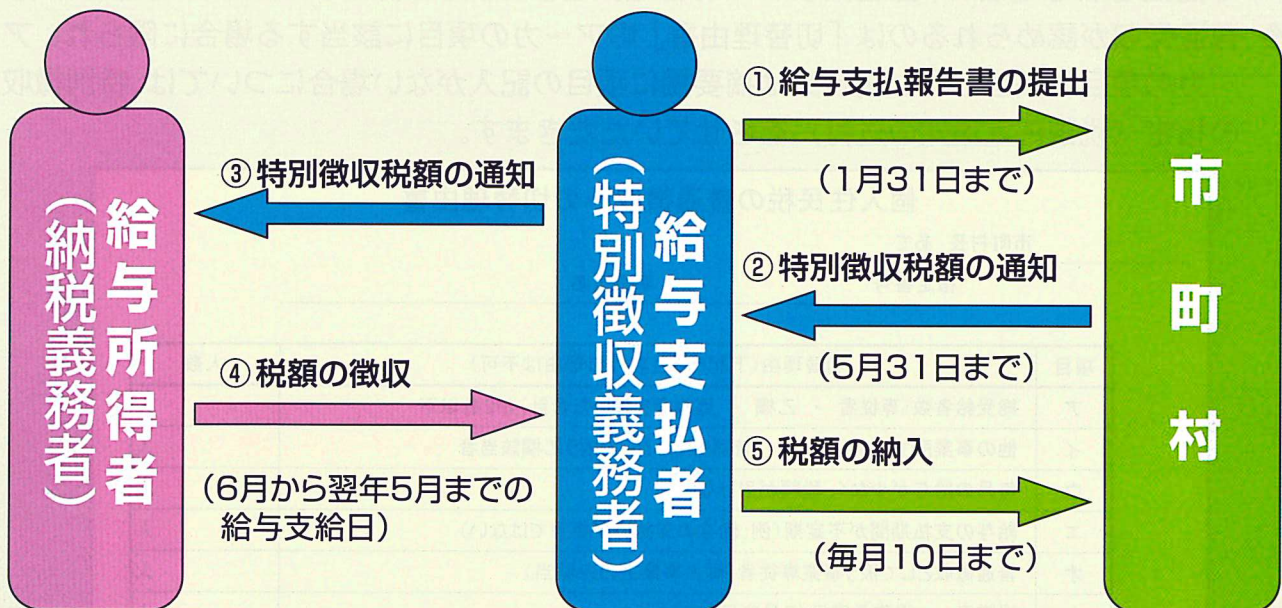 給与所得者
(納税義務者)
③特別徴収税額の通知
④税額の徴収
(6月から翌年5月までの
給与支給日)
給与支払者
(特別徴収義務者)
①給与支払報告書の提出
(1月31日まで)
②特別徴収税額の通知
(5月31日まで)
⑤税額の納入
(毎月10日まで)
市町村